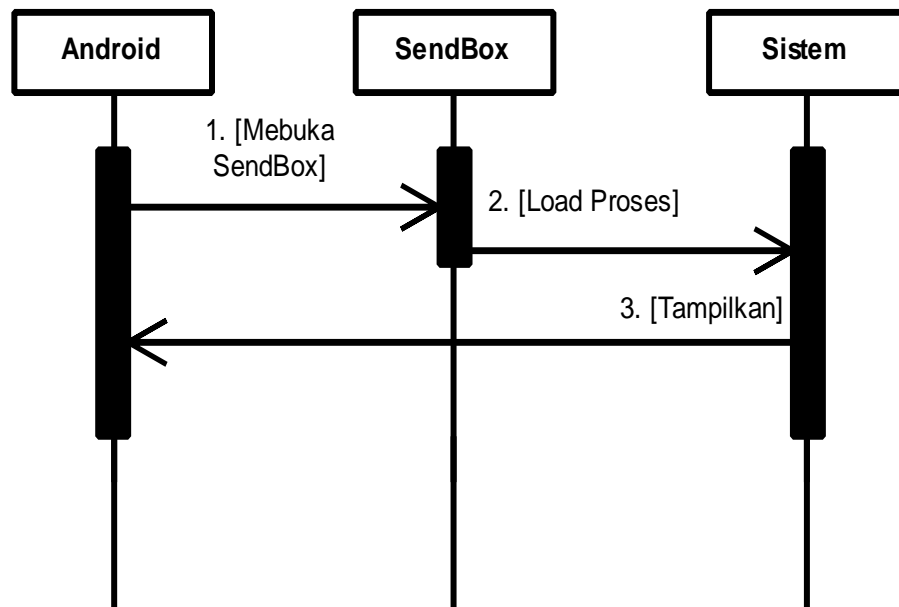 Android
SendBox
Sistem
1. [Mebuka
SendBox]
2. [Load Proses]
3. [Tampilkan]